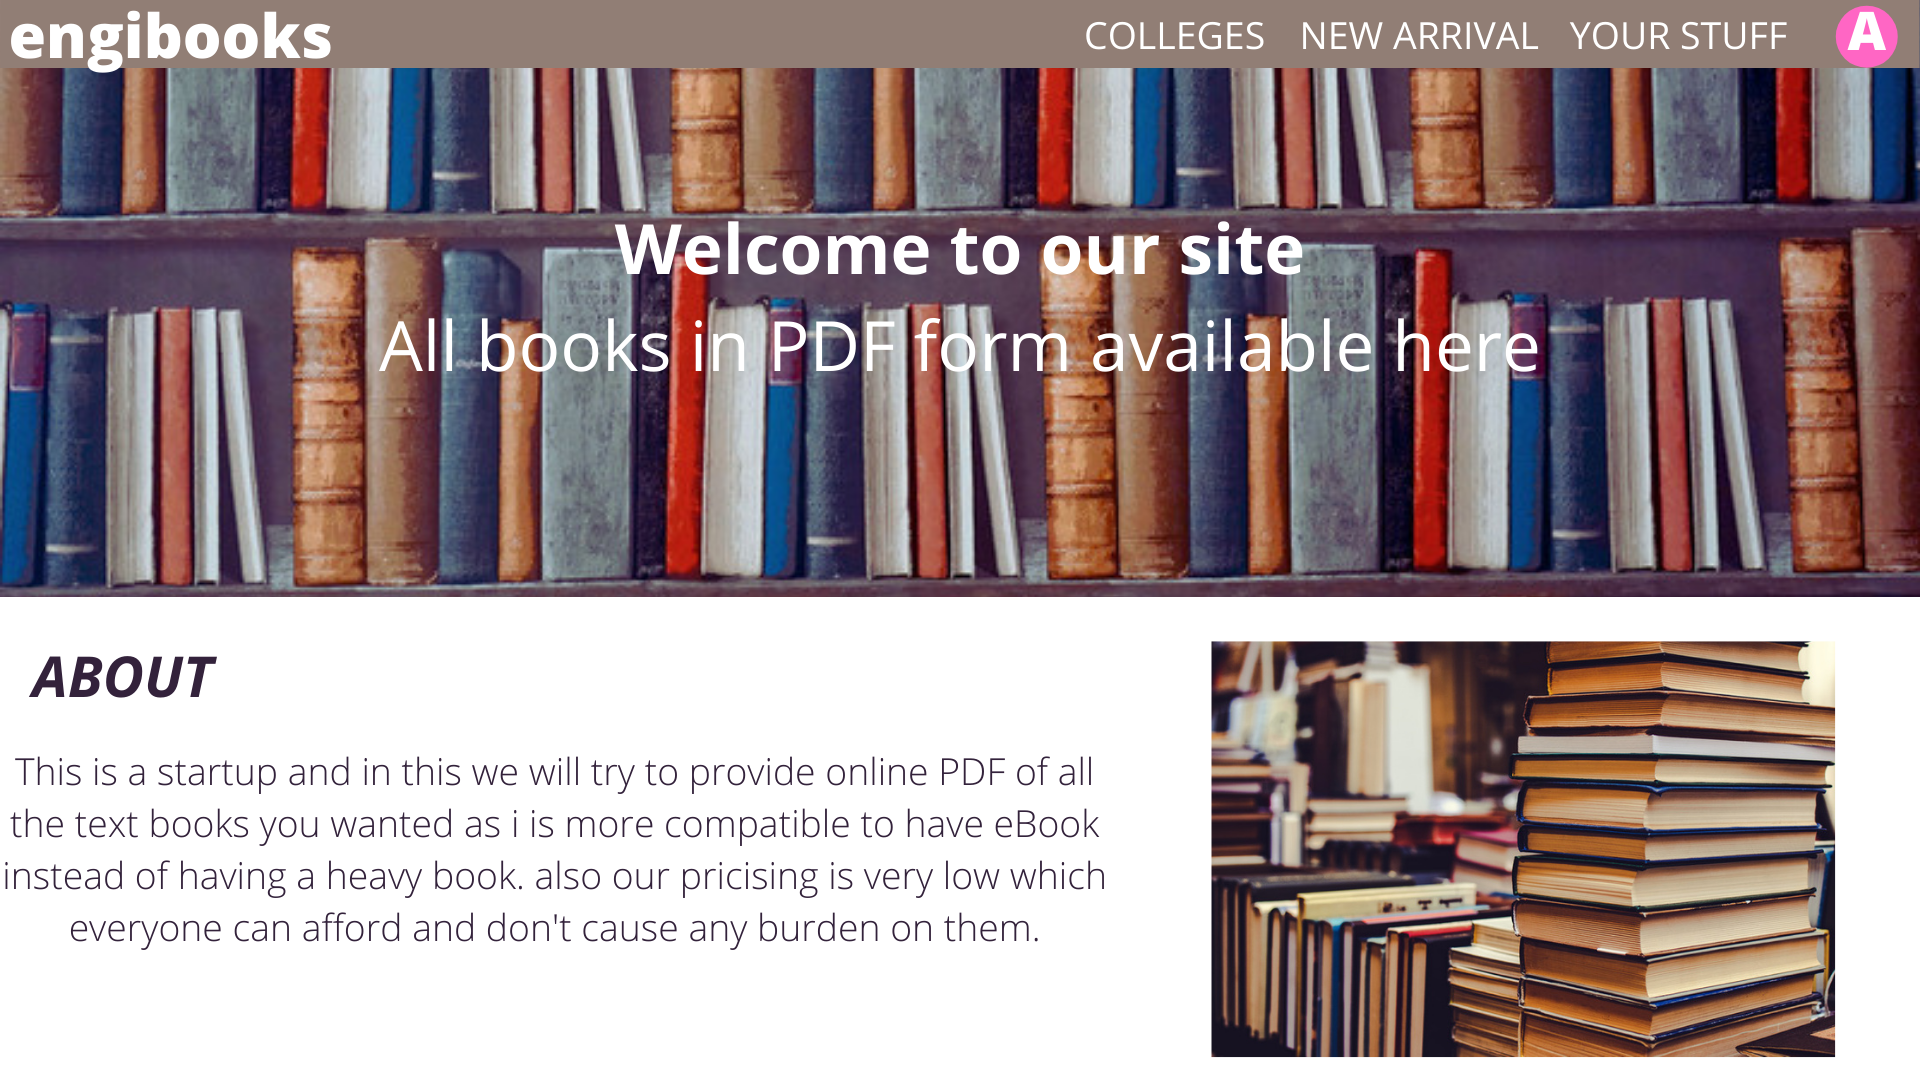 engibooks
COLLEGES NEW ARRIVAL YOUR STUFF A
Welcome to our site
All books in PDF form available here
ABOUT
This is a startup and in this we will try to provide online PDF of all
the text books you wanted as i is more compatible to have eBook
instead of having a heavy book. also our pricising is very low which
everyone can afford and don't cause any burden on them.